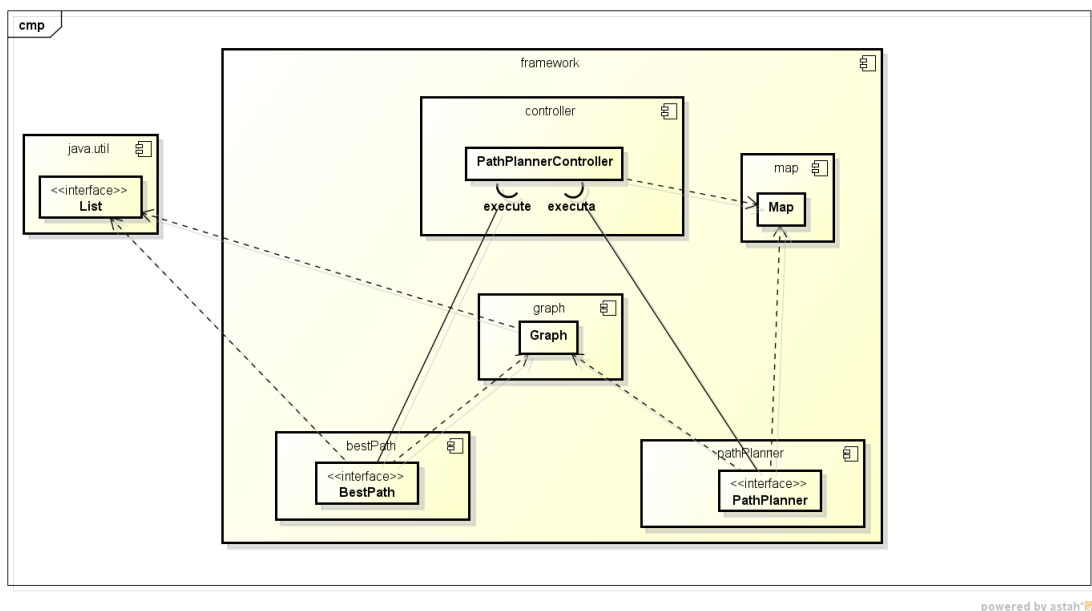 cmp
framework
controller
PathPlannerController
execute
executa
java.util
<<interface>>
List
map
Map
graph
Graph
bestPath
<<interface>>
BestPath
pathPlanner
<<interface>>
PathPlanner
powered by astah*